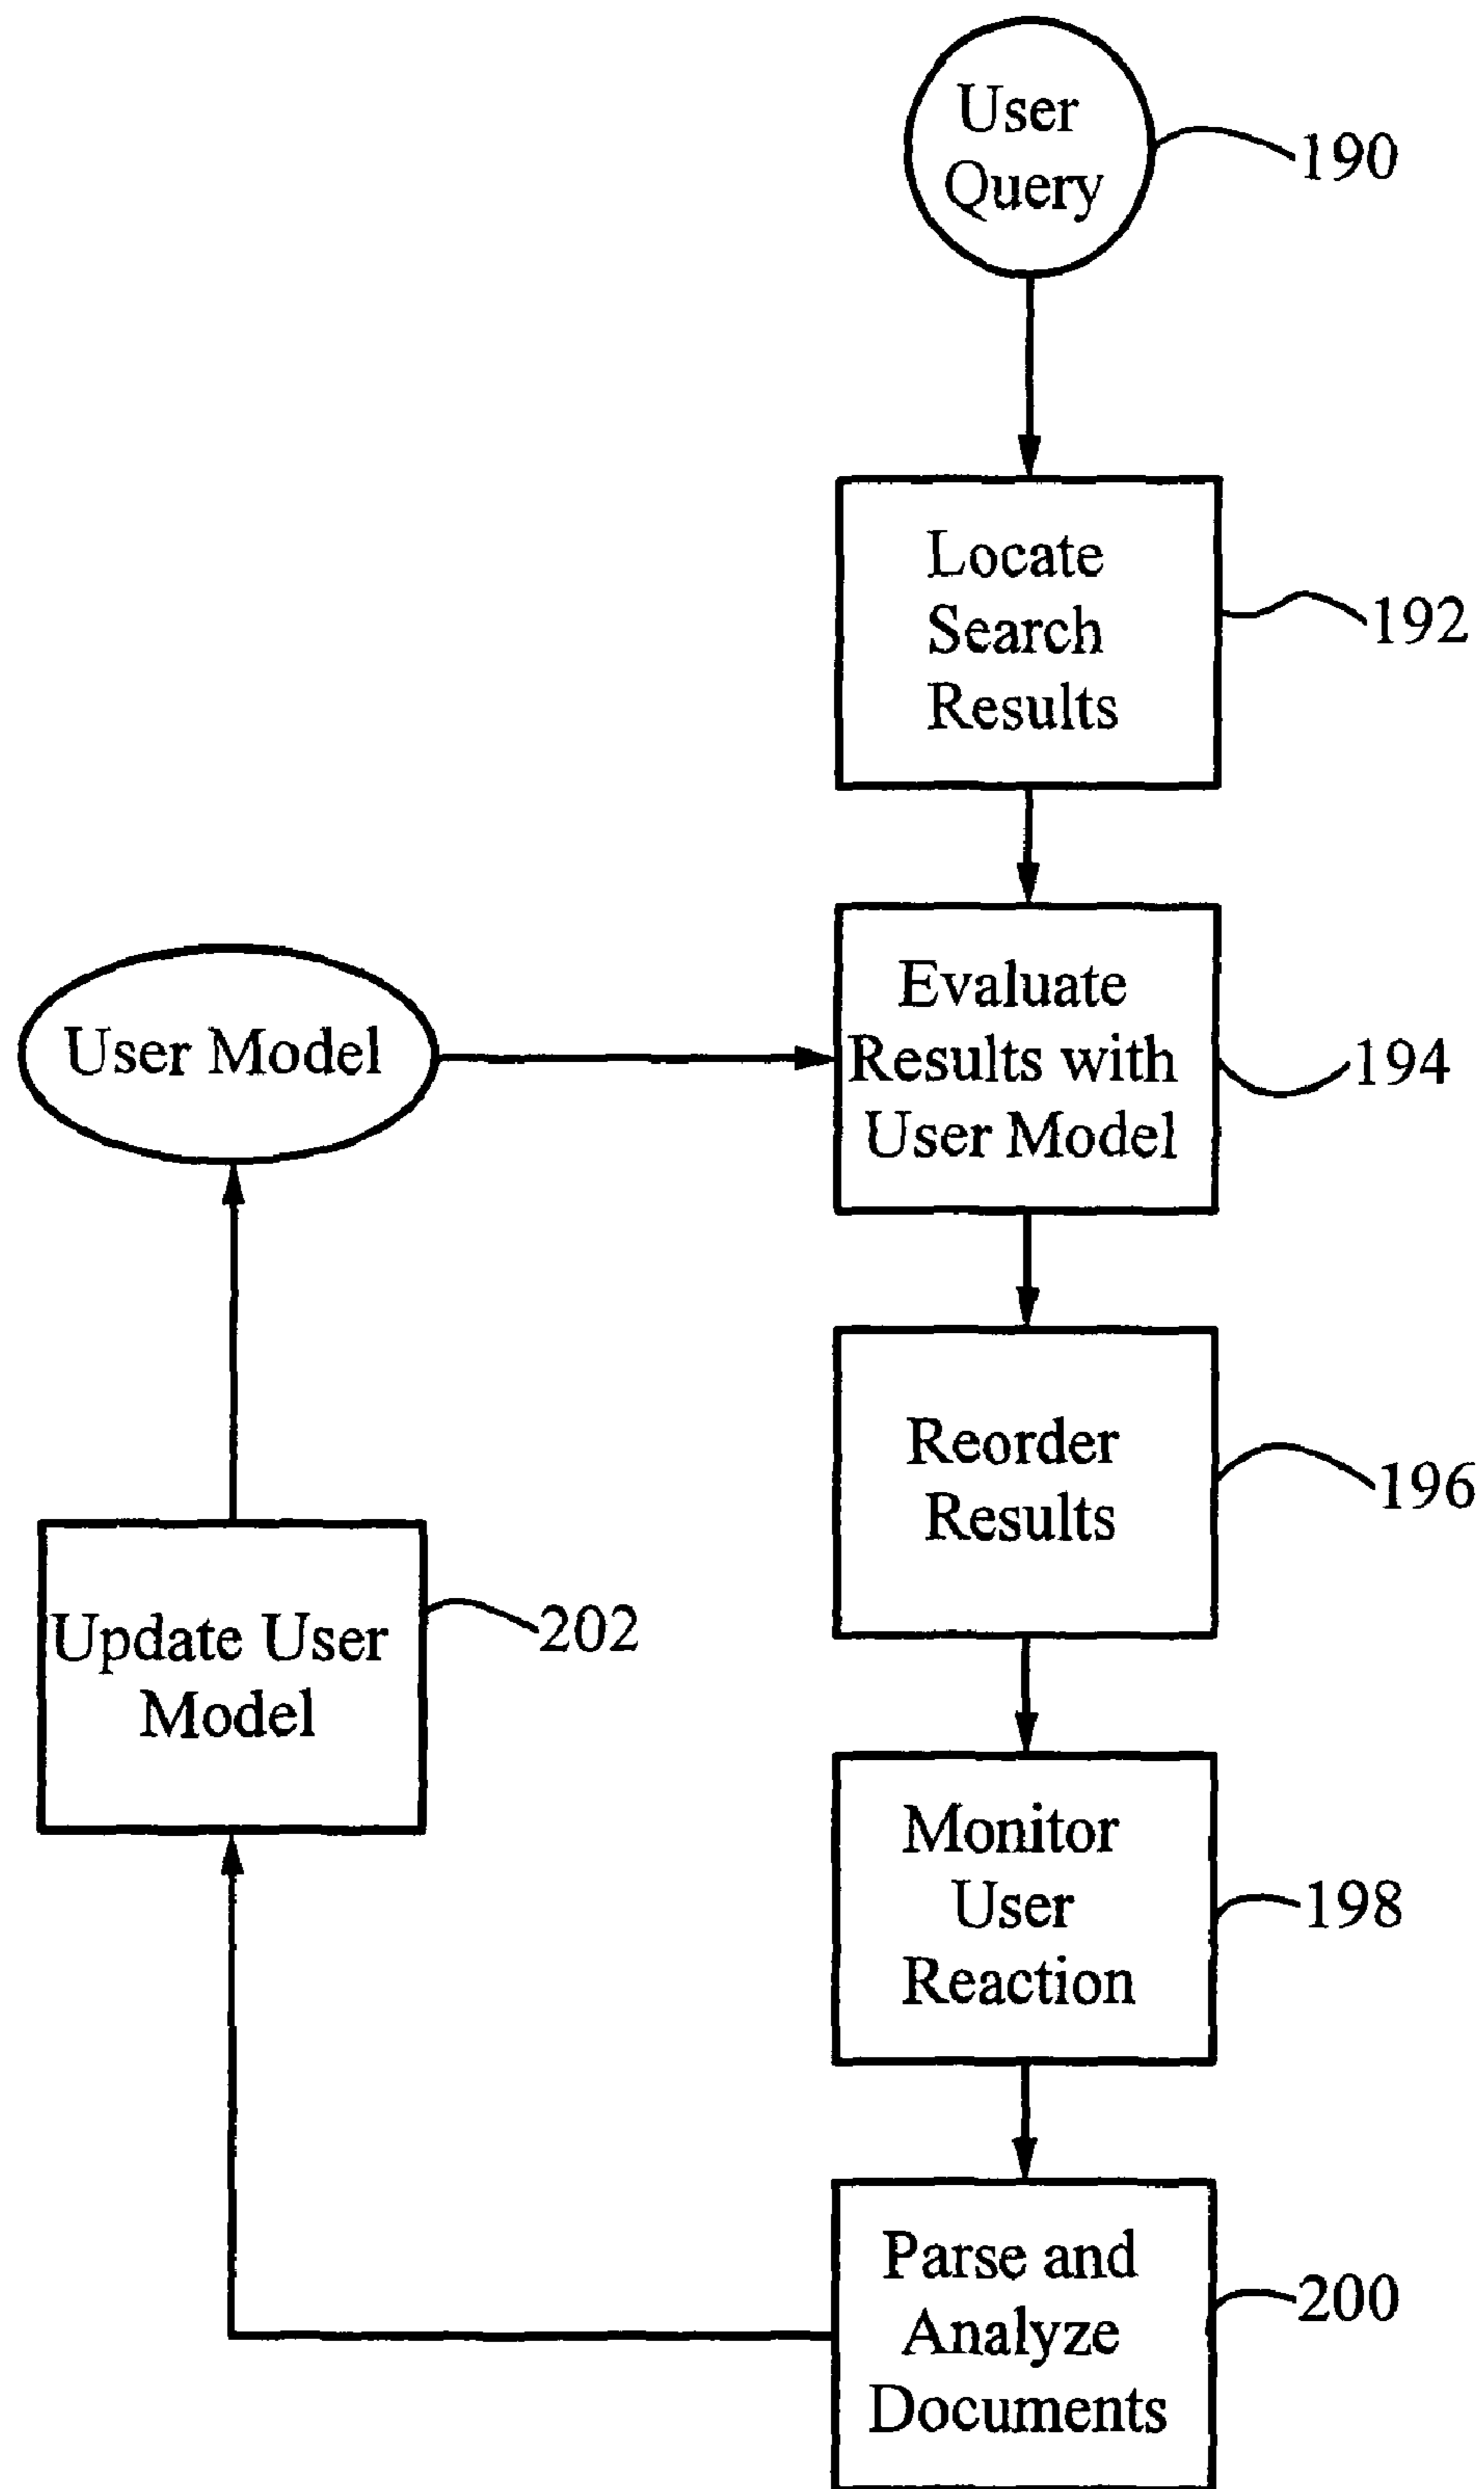 User
Query
190
Locate
Search
Results
192
User Model
Evaluate
Results with
User Model
194
Reorder
Results
196
Update User
Model
202
Monitor
User
Reaction
198
Parse and
Analyze
Documents
200